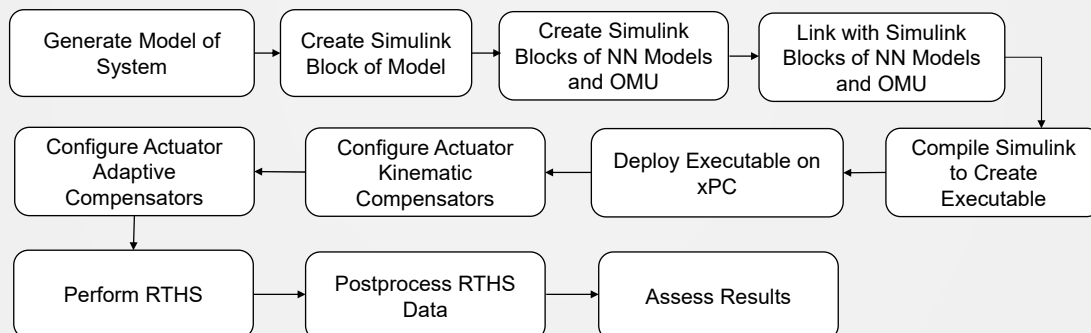 Generate Model of
System
Create Simulink
Block of Model
Create Simulink
Blocks of NN Models
and OMU
Link with Simulink
Blocks of NN Models
and OMU
Compile Simulink
to Create
Executable
Deploy Executable on
xPC
Configure Actuator
Kinematic
Compensators
Configure Actuator
Adaptive
Compensators
Perform RTHS
Postprocess RTHS
Data
Assess Results